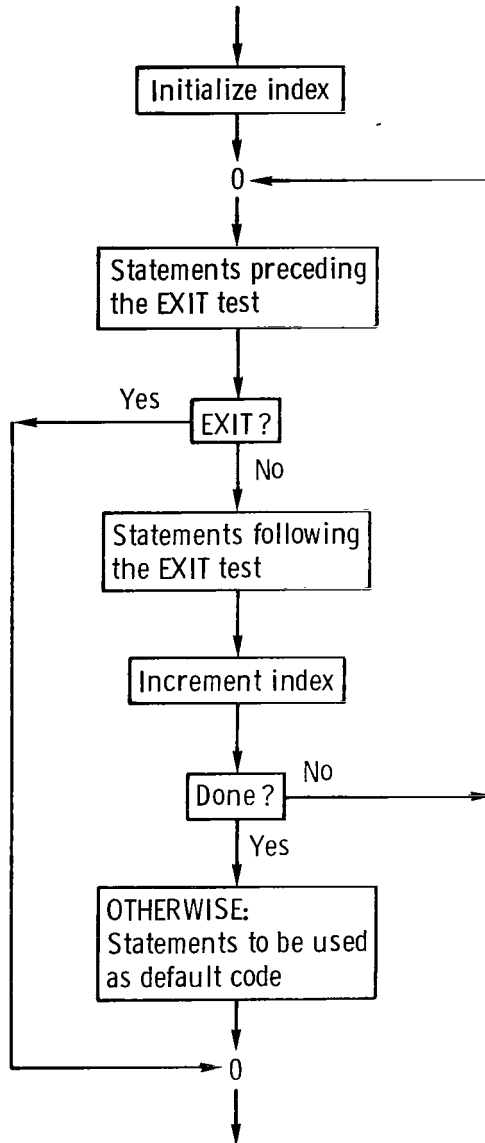 Initialize index
0
Statements preceding
the EXIT test
Yes
EXIT?
No
Statements following
the EXIT test
Increment index
No
Done?
Yes
OTHERWISE:
Statements to be used
as default code
0